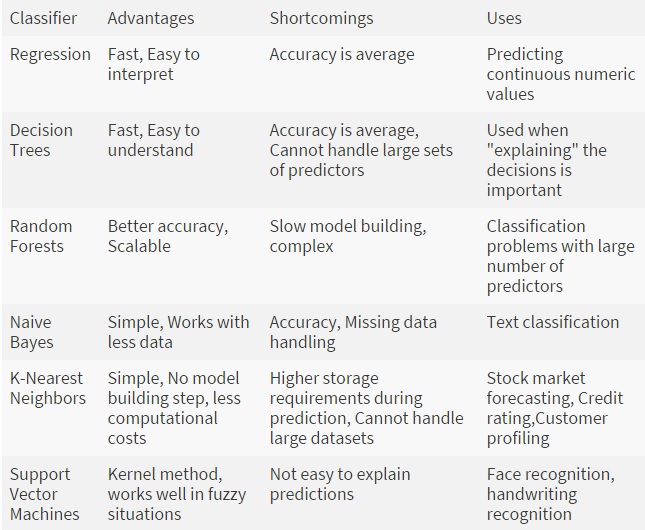 Classifier Advantages Shortcomings Uses
Regression Fast, Easy to interpret Accuracy is average Predicting continuous numeric values
Decision Trees Fast, Easy to understand Accuracy is average, Cannot handle large sets of predictors Used when "explaining" the decisions is important
Random Forests Better accuracy, Scalable Slow model building, complex Classification problems with large number of predictors
Naive Bayes Simple, Works with less data Accuracy, Missing data handling Text classification
K-Nearest Neighbors Simple, No model building step, less computational costs Higher storage requirements during prediction, Cannot handle large datasets Stock market forecasting, Credit rating,Customer profiling
Support Vector Machines Kernel method, works well in fuzzy situations Not easy to explain predictions Face recognition, handwriting recognition